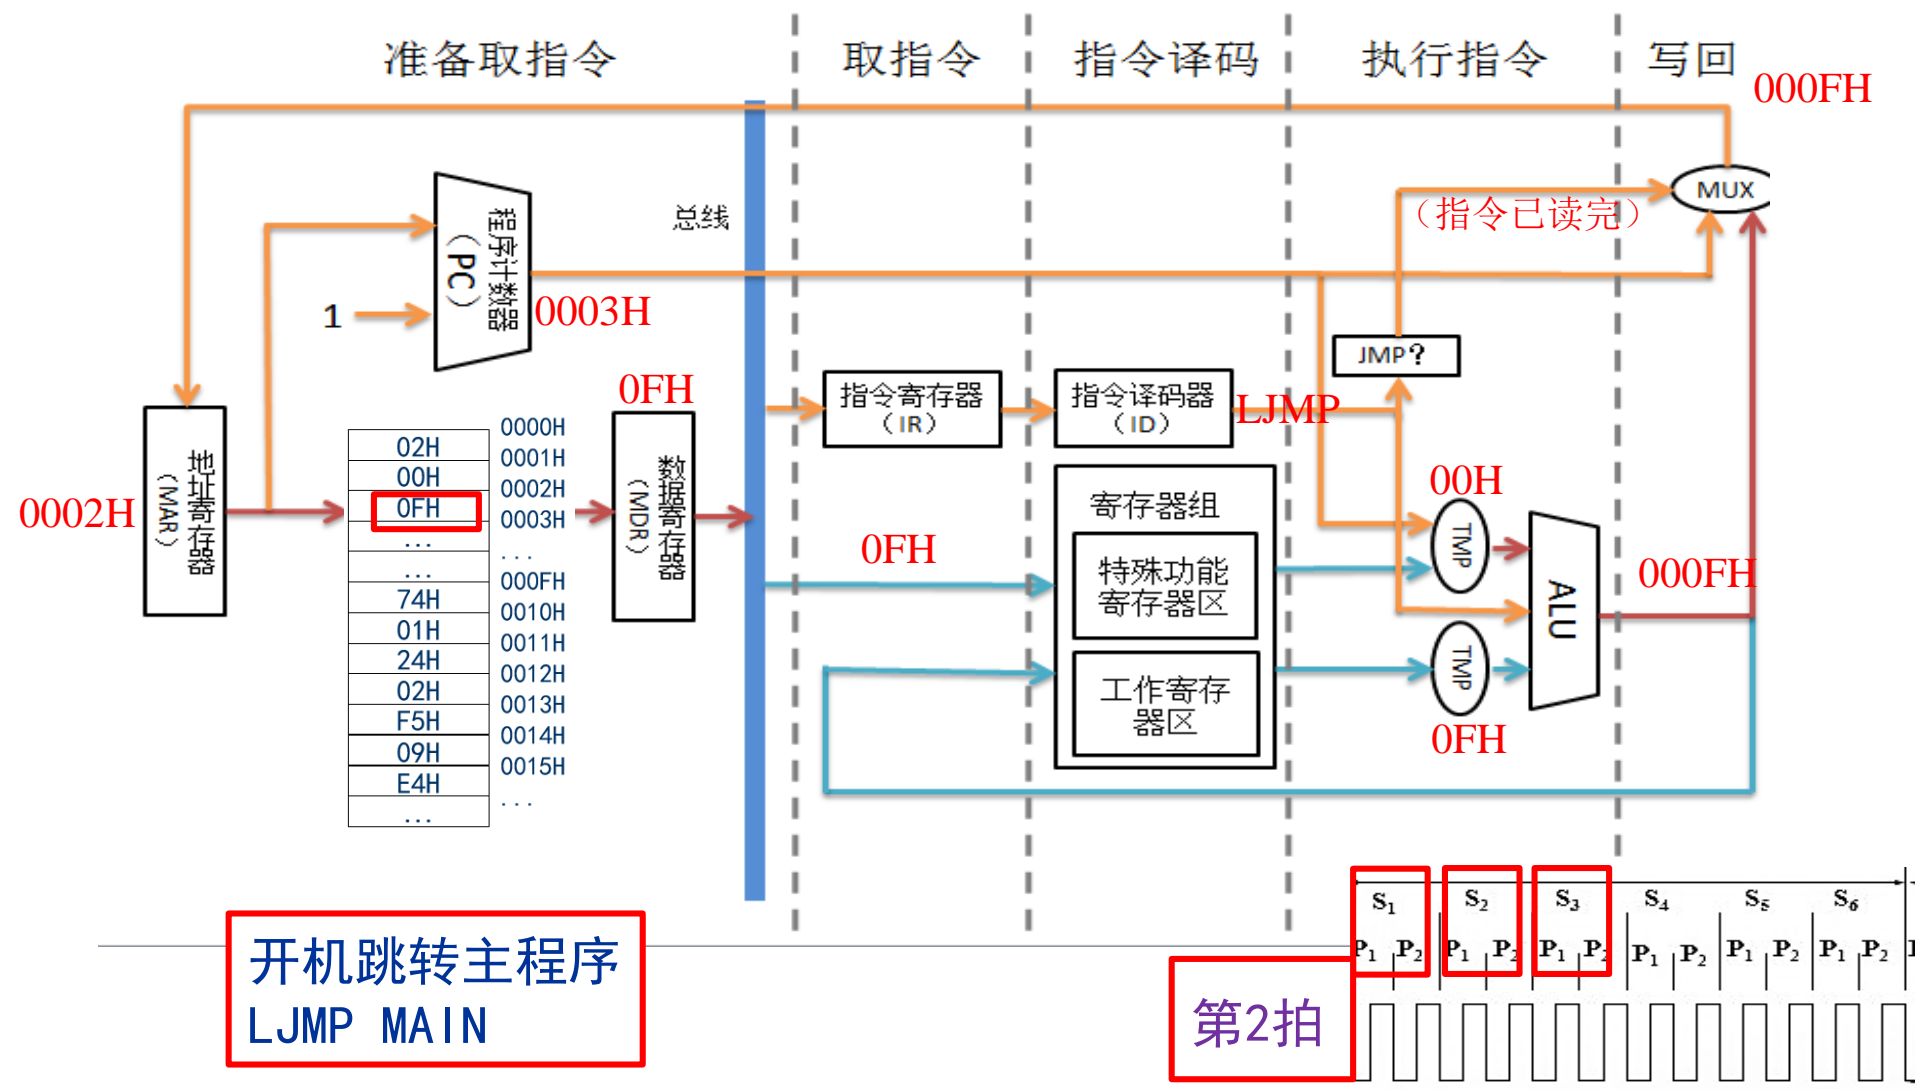 准备取指令
取指令
指令译码
执行指令
写回
000FH
MUX
(指令已读完)
总线
程序计数器
(PC)
1
0003H
JMP?
0FH
指令寄存器
(IR)
指令译码器
(ID)
LJMP
0002H
地址寄存器
(MAR)
02H
00H
0FH
...
...
74H
01H
24H
02H
F5H
09H
E4H
...
0000H
0001H
0002H
0003H
...
000FH
0010H
0011H
0012H
0013H
0014H
0015H
...
数据寄存器
(MDR)
0FH
寄存器组
特殊功能
寄存器区
工作寄存
器区
00H
TMP
TMP
0FH
ALU
000FH
S1 S2 S3 S4 S5 S6
P1 P2 P1 P2 P1 P2 P1 P2 P1 P2 P1 P2
开机跳转主程序
LJMP MAIN
第2拍